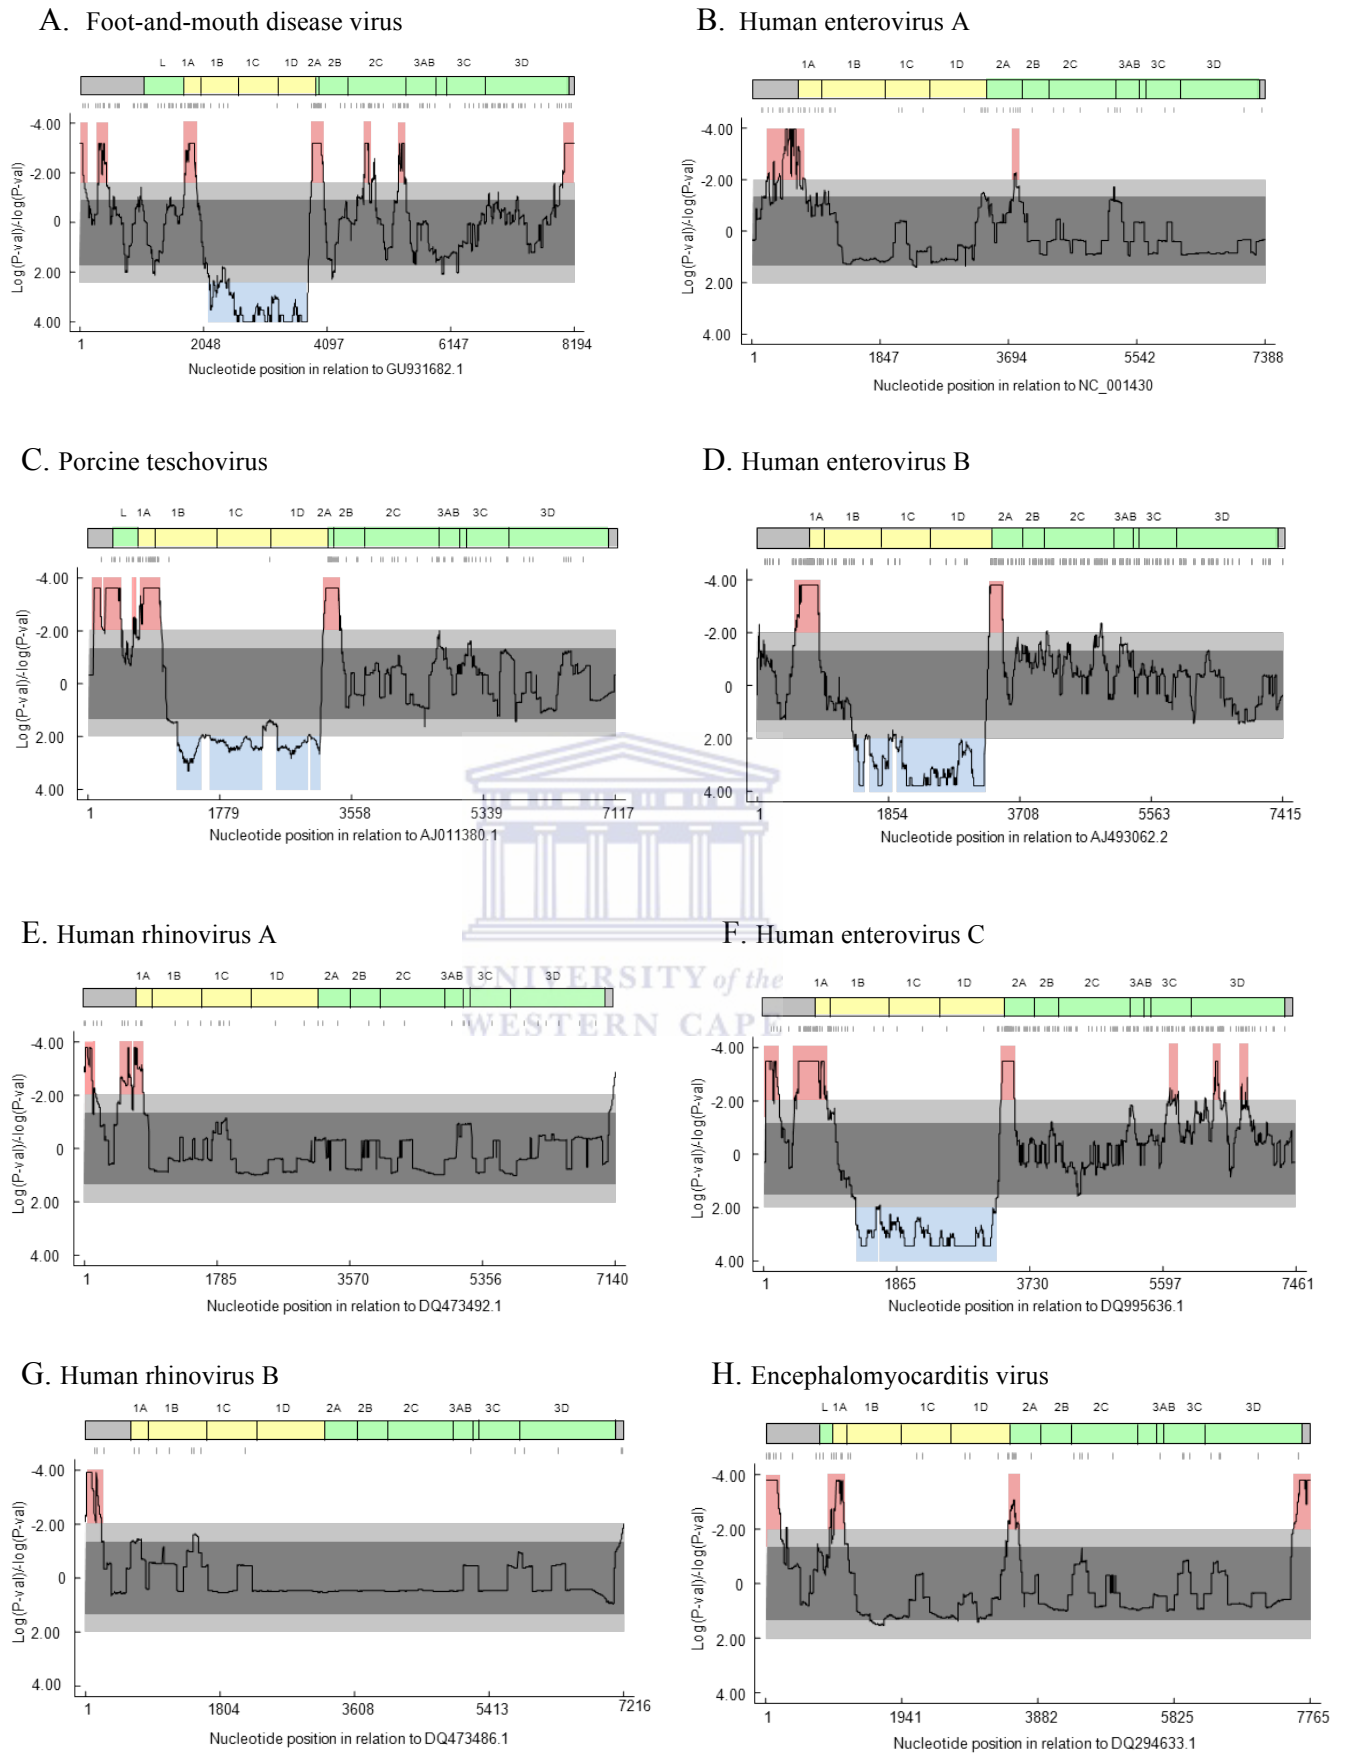 A. Foot-and-mouth disease virus
L 1A 1B 1C 1D 2A 2B 2C 3AB 3C 3D
-4.00
-2.00
0
2.00
4.00
Log(P-val)/-log(P-val)
1 2048 4097 6147 8194
Nucleotide position in relation to GU931682.1
B. Human enterovirus A
1A 1B 1C 1D 2A 2B 2C 3AB 3C 3D
-4.00
-2.00
0
2.00
4.00
Log(P-val)/-log(P-val)
1 1847 3694 5542 7388
Nucleotide position in relation to NC_001430
C. Porcine teschovirus
L 1A 1B 1C 1D 2A 2B 2C 3AB 3C 3D
-4.00
-2.00
0
2.00
4.00
Log(P-val)/-log(P-val)
1 1779 3558 5339 7117
Nucleotide position in relation to AJ011380.1
D. Human enterovirus B
1A 1B 1C 1D 2A 2B 2C 3AB 3C 3D
-4.00
-2.00
0
2.00
4.00
Log(P-val)/-log(P-val)
1 1854 3708 5563 7415
Nucleotide position in relation to AJ493062.2
E. Human rhinovirus A
1A 1B 1C 1D 2A 2B 2C 3AB 3C 3D
-4.00
-2.00
0
2.00
4.00
Log(P-val)/-log(P-val)
1 1785 3570 5356 7140
Nucleotide position in relation to DQ473492.1
UNIVERSITY of the
WESTERN CAPE
F. Human enterovirus C
1A 1B 1C 1D 2A 2B 2C 3AB 3C 3D
-4.00
-2.00
0
2.00
4.00
Log(P-val)/-log(P-val)
1 1865 3730 5597 7461
Nucleotide position in relation to DQ995636.1
G. Human rhinovirus B
1A 1B 1C 1D 2A 2B 2C 3AB 3C 3D
-4.00
-2.00
0
2.00
4.00
Log(P-val)/-log(P-val)
1 1804 3608 5413 7216
Nucleotide position in relation to DQ473486.1
H. Encephalomyocarditis virus
L 1A 1B 1C 1D 2A 2B 2C 3AB 3C 3D
-4.00
-2.00
0
2.00
4.00
Log(P-val)/-log(P-val)
1 1941 3882 5825 7765
Nucleotide position in relation to DQ294633.1